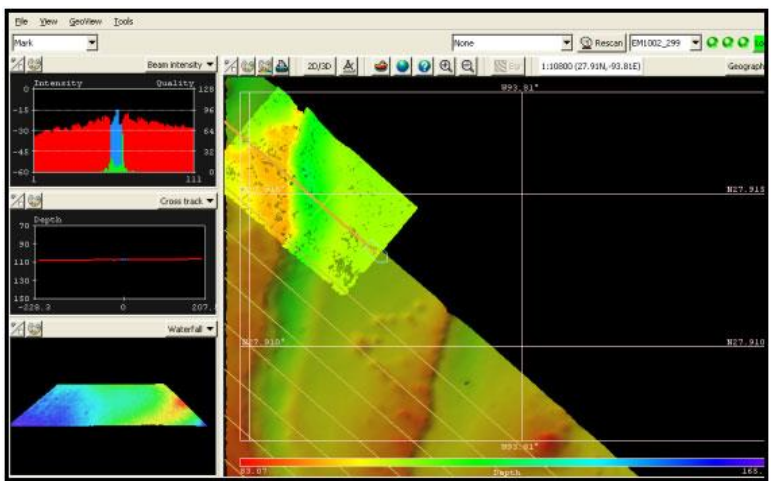 File View GeoView Tools
Mark None Rescan EM1002_299
Beam intensity 2D/3D 1:10800 (27.91N,-93.81E) Geograph
Intensity Quality
0 128
-15 96
-30 64
-45 32
-60 0
1 111
W93.81°
N27.915
Cross track
Depth
70
90
110
130
150
-228.3 0 207.
Waterfall
N27.910° N27.910
W93.81°
93.07 Depth 165.